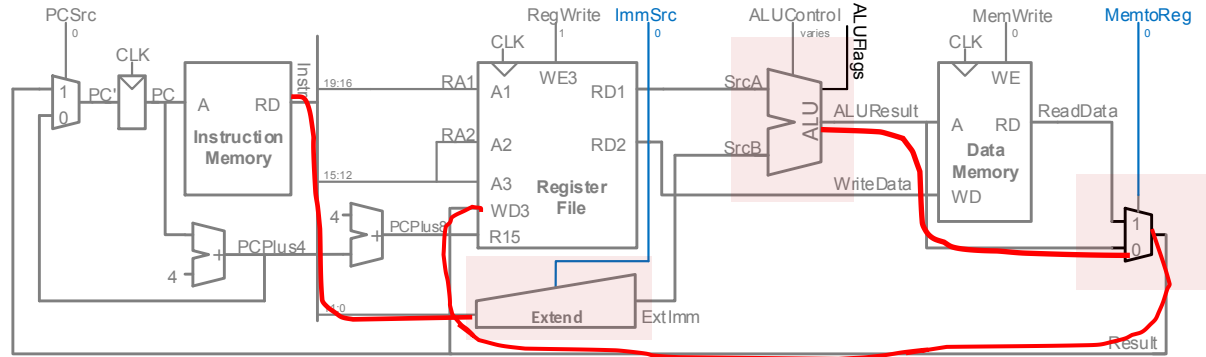 PCSrc
0
RegWrite
1
ImmSrc
0
ALUControl
varies
ALUFlags
MemWrite
0
MemtoReg
0
CLK
CLK
CLK
1
0
PC'
PC
A
RD
Instruction
Memory
Instr
19:16
15:12
RA1
RA2
A1
A2
A3
WD3
R15
WE3
RD1
RD2
Register
File
SrcA
SrcB
ALU
ALUResult
WriteData
WE
A
RD
Data
Memory
WD
ReadData
1
0
4
+
PCPlus8
PCPlus4
+
4
Extend
ExtImm
Result